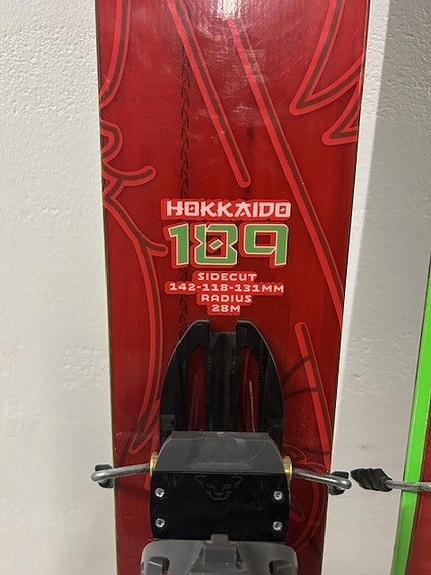 HOKKAIDO
189
SIDECUT
142-118-131MM
RADIUS
28M